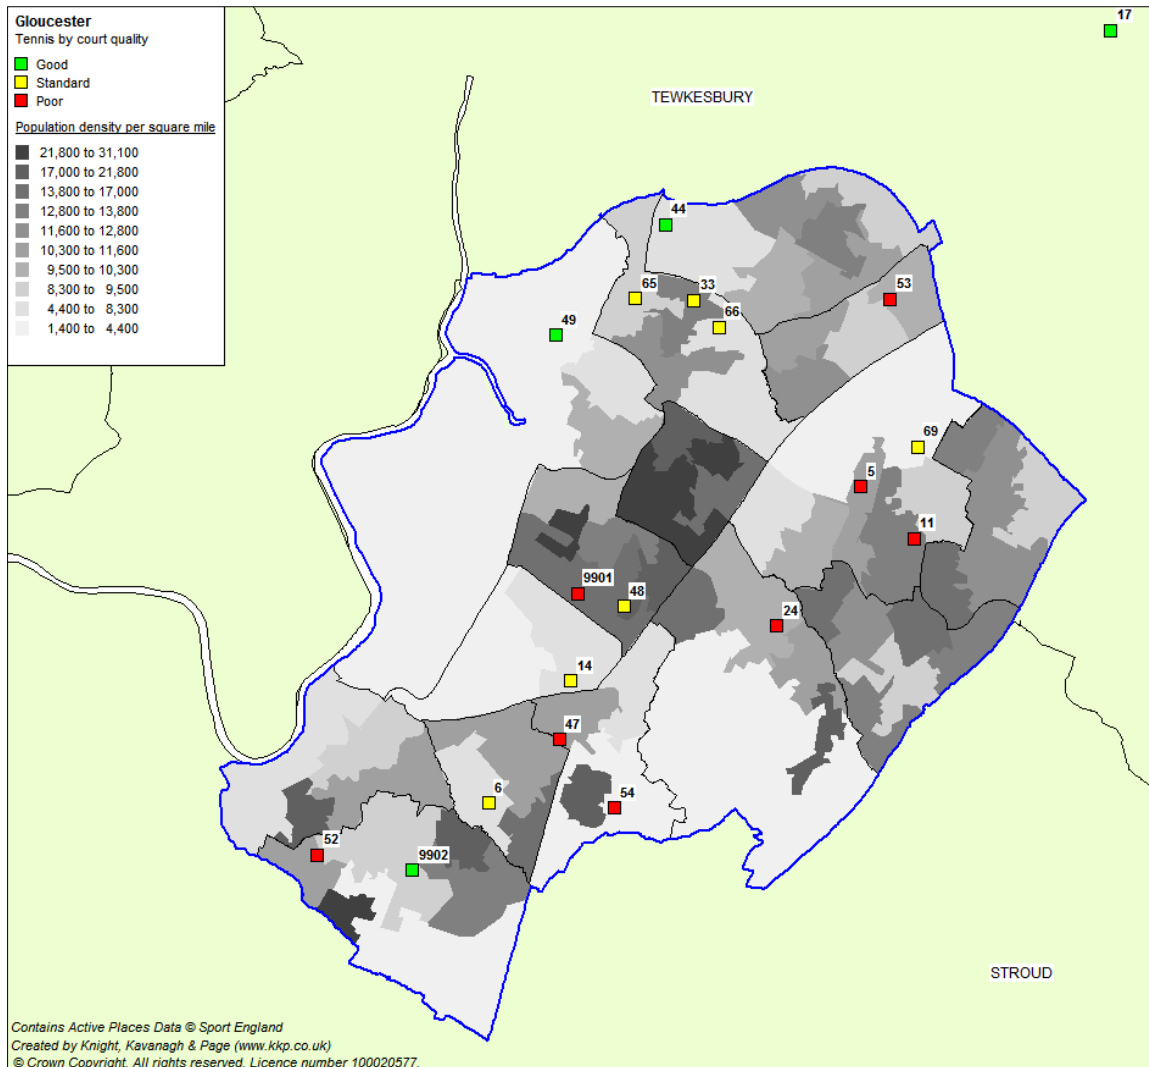 Gloucester
Tennis by court quality
Good
Standard
Poor
Population density per square mile
21,800 to 31,100
17,000 to 21,800
13,800 to 17,000
12,800 to 13,800
11,600 to 12,800
10,300 to 11,600
9,500 to 10,300
8,300 to 9,500
4,400 to 8,300
1,400 to 4,400
17
TEWKESBURY
44
65
33
53
66
49
69
5
11
9901
48
24
14
47
6
54
52
9902
STROUD
Contains Active Places Data © Sport England
Created by Knight, Kavanagh & Page (www.kkp.co.uk)
© Crown Copyright. All rights reserved. Licence number 100020577.